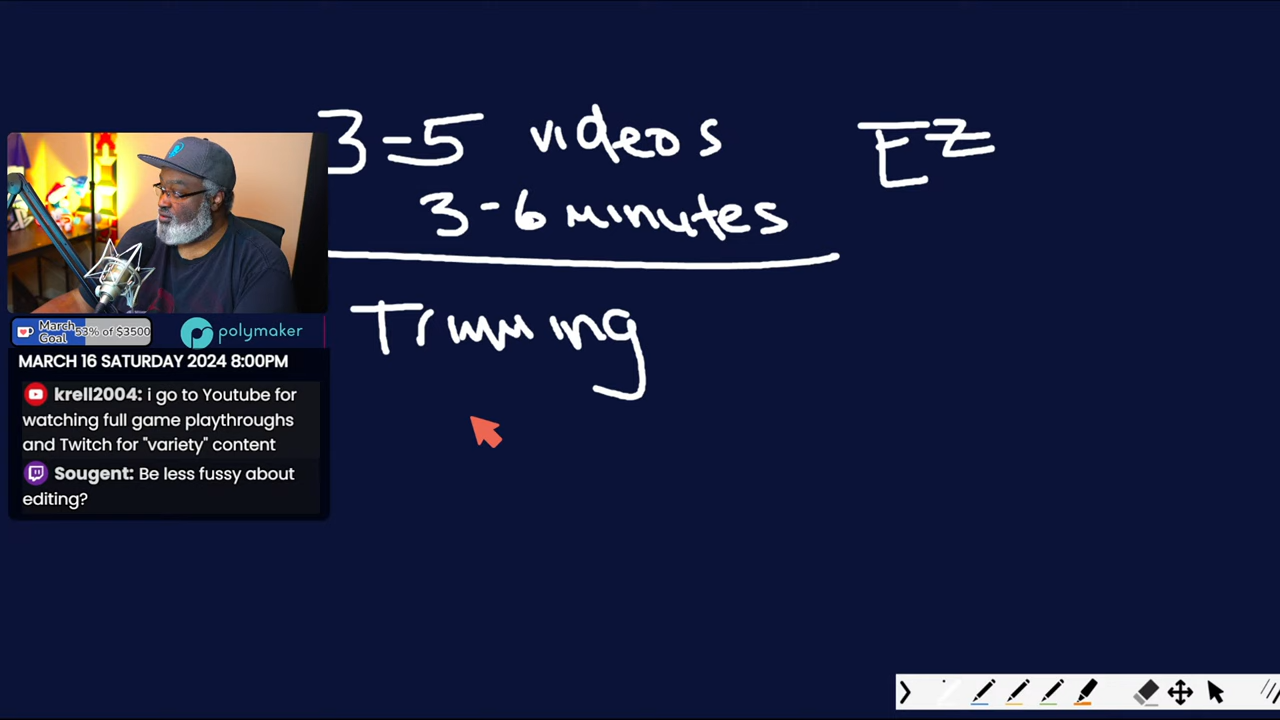 3-5 videos EZ
3-6 minutes
Trimming
March
Goal
53% of $3500
polymaker
MARCH 16 SATURDAY 2024 8:00PM
krell2004: i go to Youtube for
watching full game playthroughs
and Twitch for "variety" content
Sougent: Be less fussy about
editing?